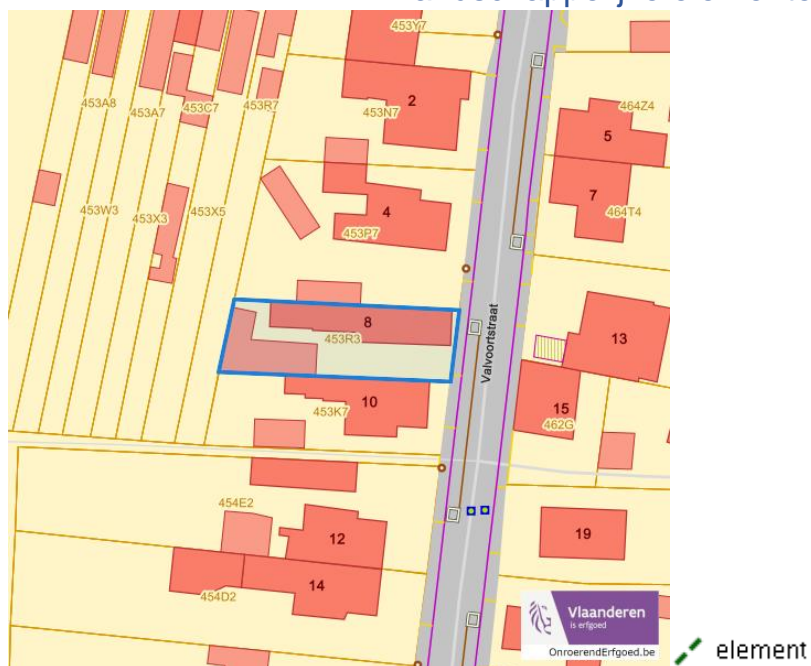 453Y7
2
453N7
453A8
453A7
453C7
453R7
464Z4
5
7
464T4
4
453P7
453W3
453X3
453X5
Valvoortstraat
8
453R3
13
15
462G
10
453K7
454E2
12
19
14
454D2
Vlaanderen
is erfgoed
OnroerendErfgoed.be
element